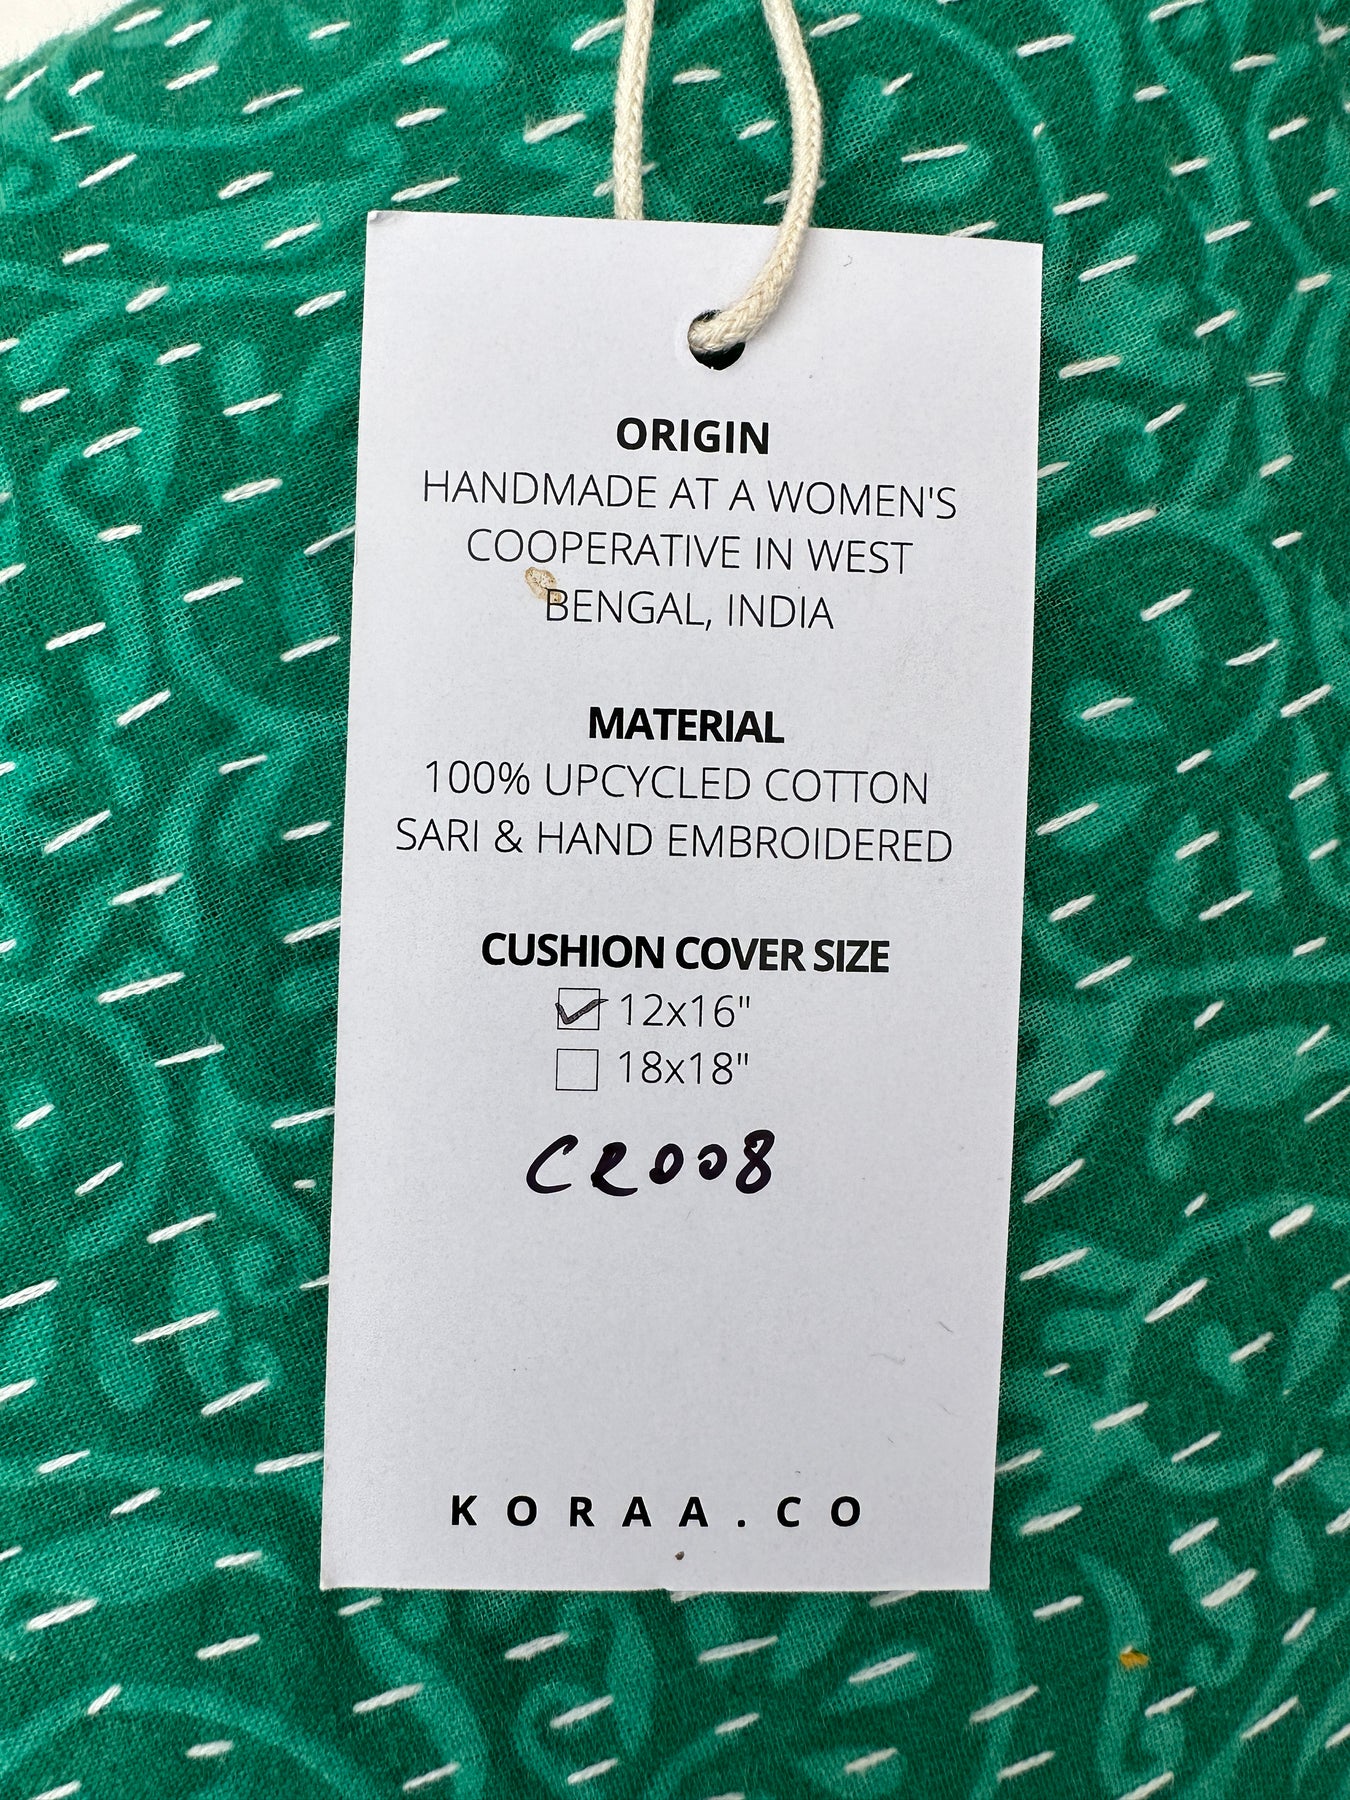 ORIGIN
HANDMADE AT A WOMEN'S
COOPERATIVE IN WEST
BENGAL, INDIA
MATERIAL
100% UPCYCLED COTTON
SARI & HAND EMBROIDERED
CUSHION COVER SIZE
12x16"
18x18"
CR008
KORAA.CO